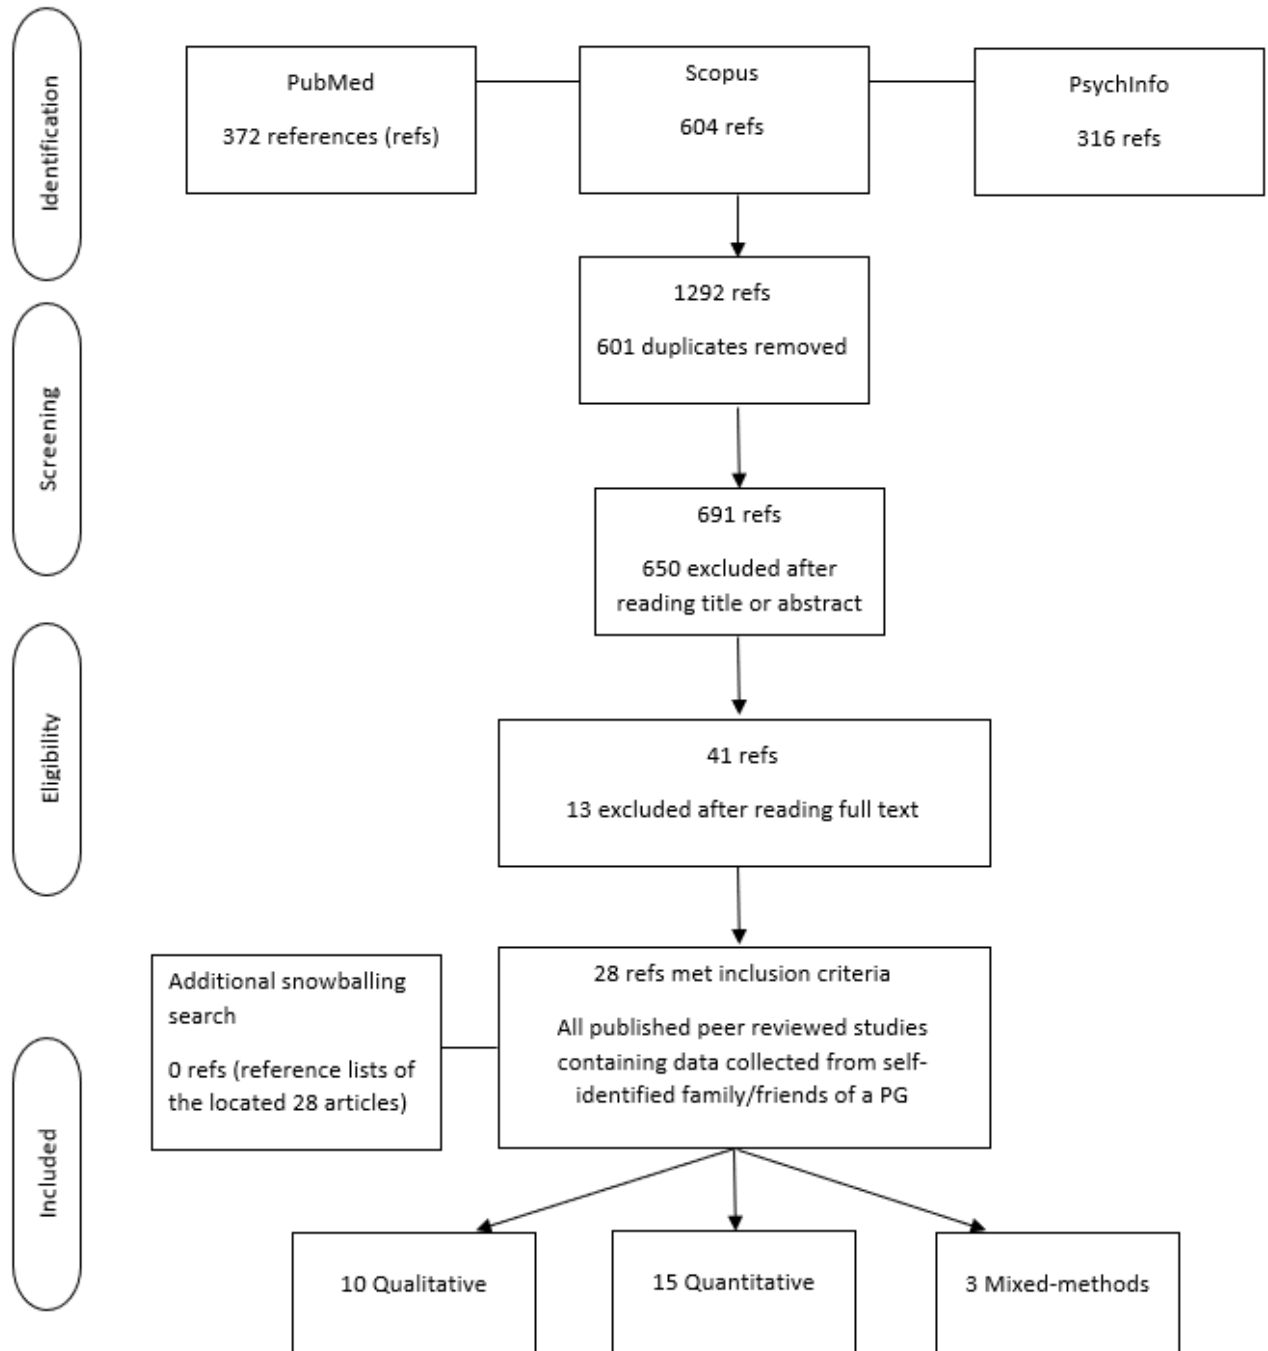 Identification
PubMed
372 references (refs)
Scopus
604 refs
PsychInfo
316 refs
1292 refs
601 duplicates removed
Screening
691 refs
650 excluded after
reading title or abstract
Eligibility
41 refs
13 excluded after reading full text
Included
Additional snowballing
search
0 refs (reference lists of
the located 28 articles)
28 refs met inclusion criteria
All published peer reviewed studies
containing data collected from self-
identified family/friends of a PG
10 Qualitative
15 Quantitative
3 Mixed-methods